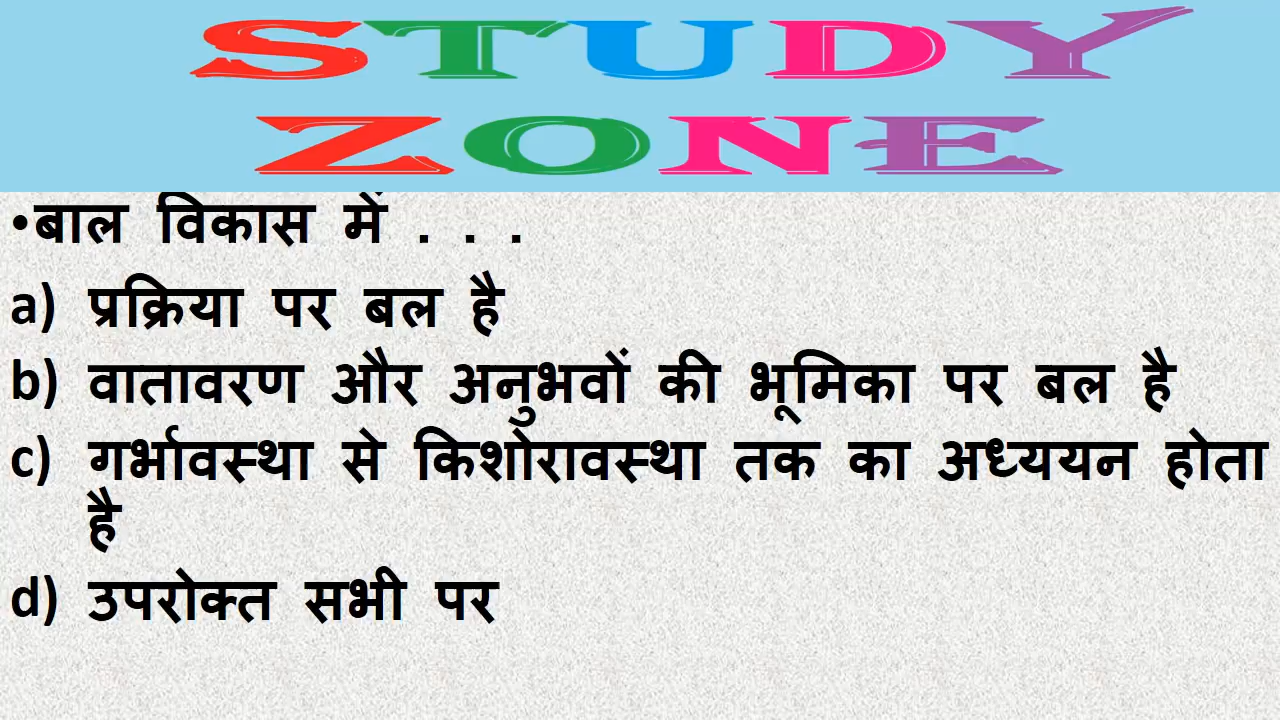 STUDY
ZONE
•बाल विकास में . . .
a) प्रक्रिया पर बल है
b) वातावरण और अनुभवों की भूमिका पर बल है
c) गर्भावस्था से किशोरावस्था तक का अध्ययन होता
है
d) उपरोक्त सभी पर